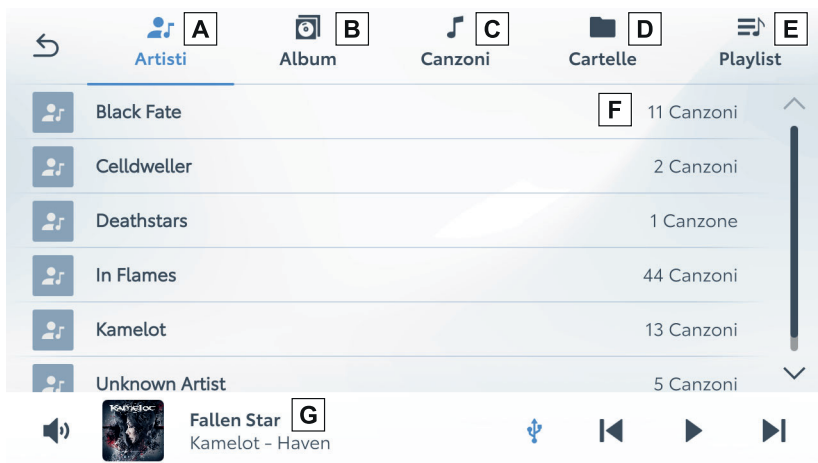 A B C D E
Artisti Album Canzoni Cartelle Playlist
Black Fate F 11 Canzoni
Celldweller 2 Canzoni
Deathstars 1 Canzone
In Flames 44 Canzoni
Kamelot 13 Canzoni
Unknown Artist 5 Canzoni
KAMELOT
Fallen Star G
Kamelot - Haven